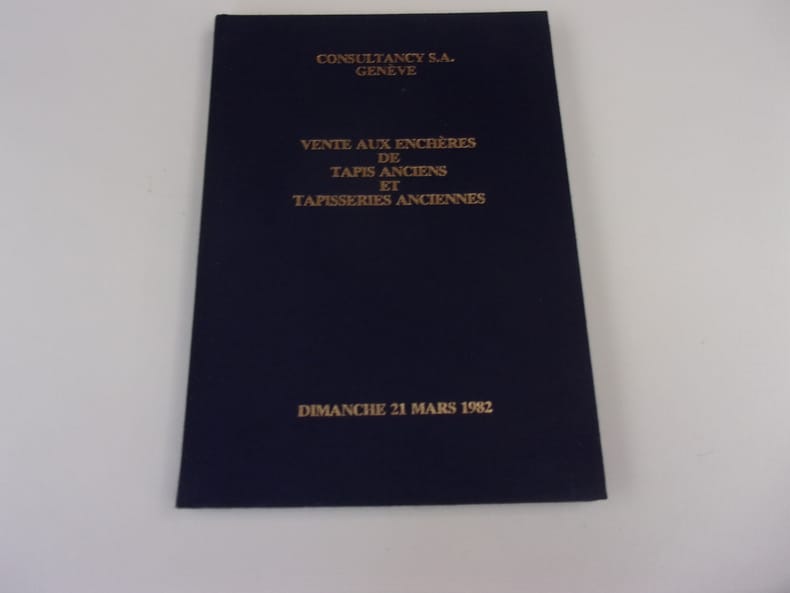 CONSULTANCY S.A.
GENÈVE
VENTE AUX ENCHÈRES
DE
TAPIS ANCIENS
ET
TAPISSERIES ANCIENNES
DIMANCHE 21 MARS 1982